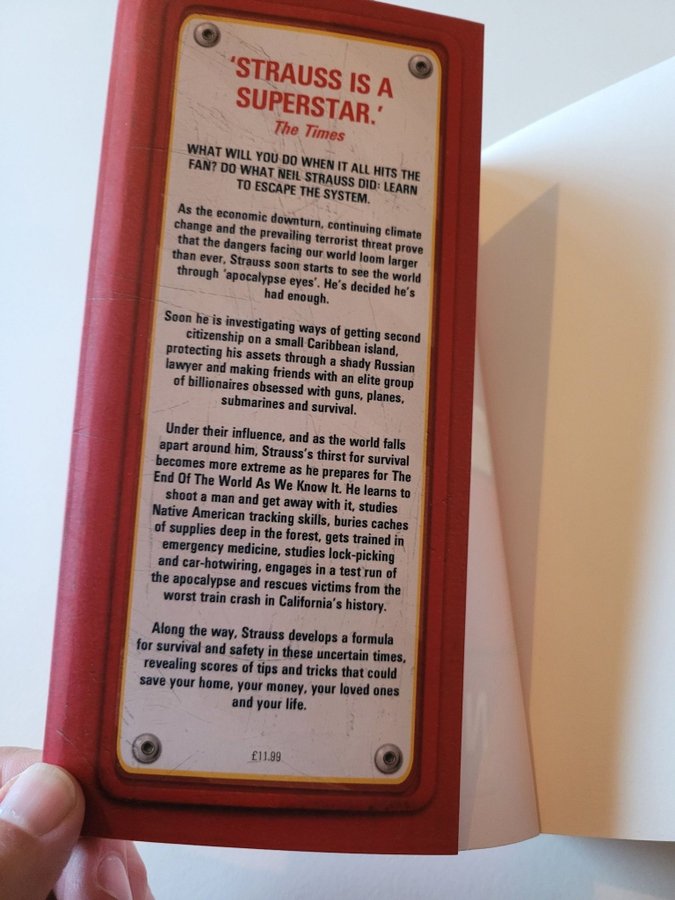 ‘STRAUSS IS A
SUPERSTAR.’
The Times
WHAT WILL YOU DO WHEN IT ALL HITS THE
FAN? DO WHAT NEIL STRAUSS DID: LEARN
TO ESCAPE THE SYSTEM.
As the economic downturn, continuing climate
change and the prevailing terrorist threat prove
that the dangers facing our world loom larger
than ever, Strauss soon starts to see the world
through ‘apocalypse eyes’. He’s decided he’s
had enough.
Soon he is investigating ways of getting second
citizenship on a small Caribbean island,
protecting his assets through a shady Russian
lawyer and making friends with an elite group
of billionaires obsessed with guns, planes,
submarines and survival.
Under their influence, and as the world falls
apart around him, Strauss’s thirst for survival
becomes more extreme as he prepares for The
End Of The World As We Know It. He learns to
shoot a man and get away with it, studies
Native American tracking skills, buries caches
of supplies deep in the forest, gets trained in
emergency medicine, studies lock-picking
and car-hotwiring, engages in a test run of
the apocalypse and rescues victims from the
worst train crash in California’s history.
Along the way, Strauss develops a formula
for survival and safety in these uncertain times,
revealing scores of tips and tricks that could
save your home, your money, your loved ones
and your life.
£11.99